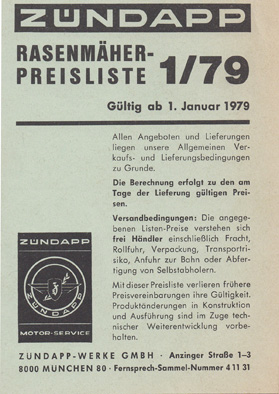 ZÜNDAPP
RASENMÄHER-
PREISLISTE 1/79
Gültig ab 1. Januar 1979
Allen Angeboten und Lieferungen
liegen unsere Allgemeinen Ver-
kaufs- und Lieferungsbedingungen
zu Grunde.
Die Berechnung erfolgt zu den am
Tage der Lieferung gültigen Prei-
sen.
Versandbedingungen: Die angege-
benen Listen-Preise verstehen sich
frei Händler einschließlich Fracht,
Rollfuhr, Verpackung, Transportri-
siko, Anfuhr zur Bahn oder Abfer-
tigung von Selbstabholern.
Mit dieser Preisliste verlieren frühere
Preisvereinbarungen ihre Gültigkeit.
Produktänderungen in Konstruktion
und Ausführung sind im Zuge tech-
nischer Weiterentwicklung vorbe-
halten.
ZÜNDAPP
ZÜNDAPP
MOTOR-SERVICE
ZÜNDAPP-WERKE GMBH · Anzinger Straße 1–3
8000 MÜNCHEN 80 · Fernsprech-Sammel-Nummer 41 1 31